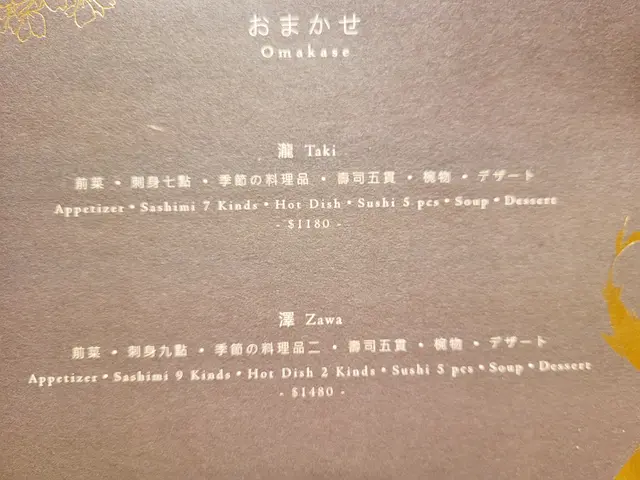 おまかせ
Omakase
瀧 Taki
前菜・刺身七點・季節の料理品・壽司五貫・椀物・デザート
Appetizer・Sashimi 7 Kinds・Hot Dish・Sushi 5 pcs・Soup・Dessert
- $1180 -
澤 Zawa
前菜・刺身九點・季節の料理品二・壽司五貫・椀物・デザート
Appetizer・Sashimi 9 Kinds・Hot Dish 2 Kinds・Sushi 5 pcs・Soup・Dessert
- $1480 -